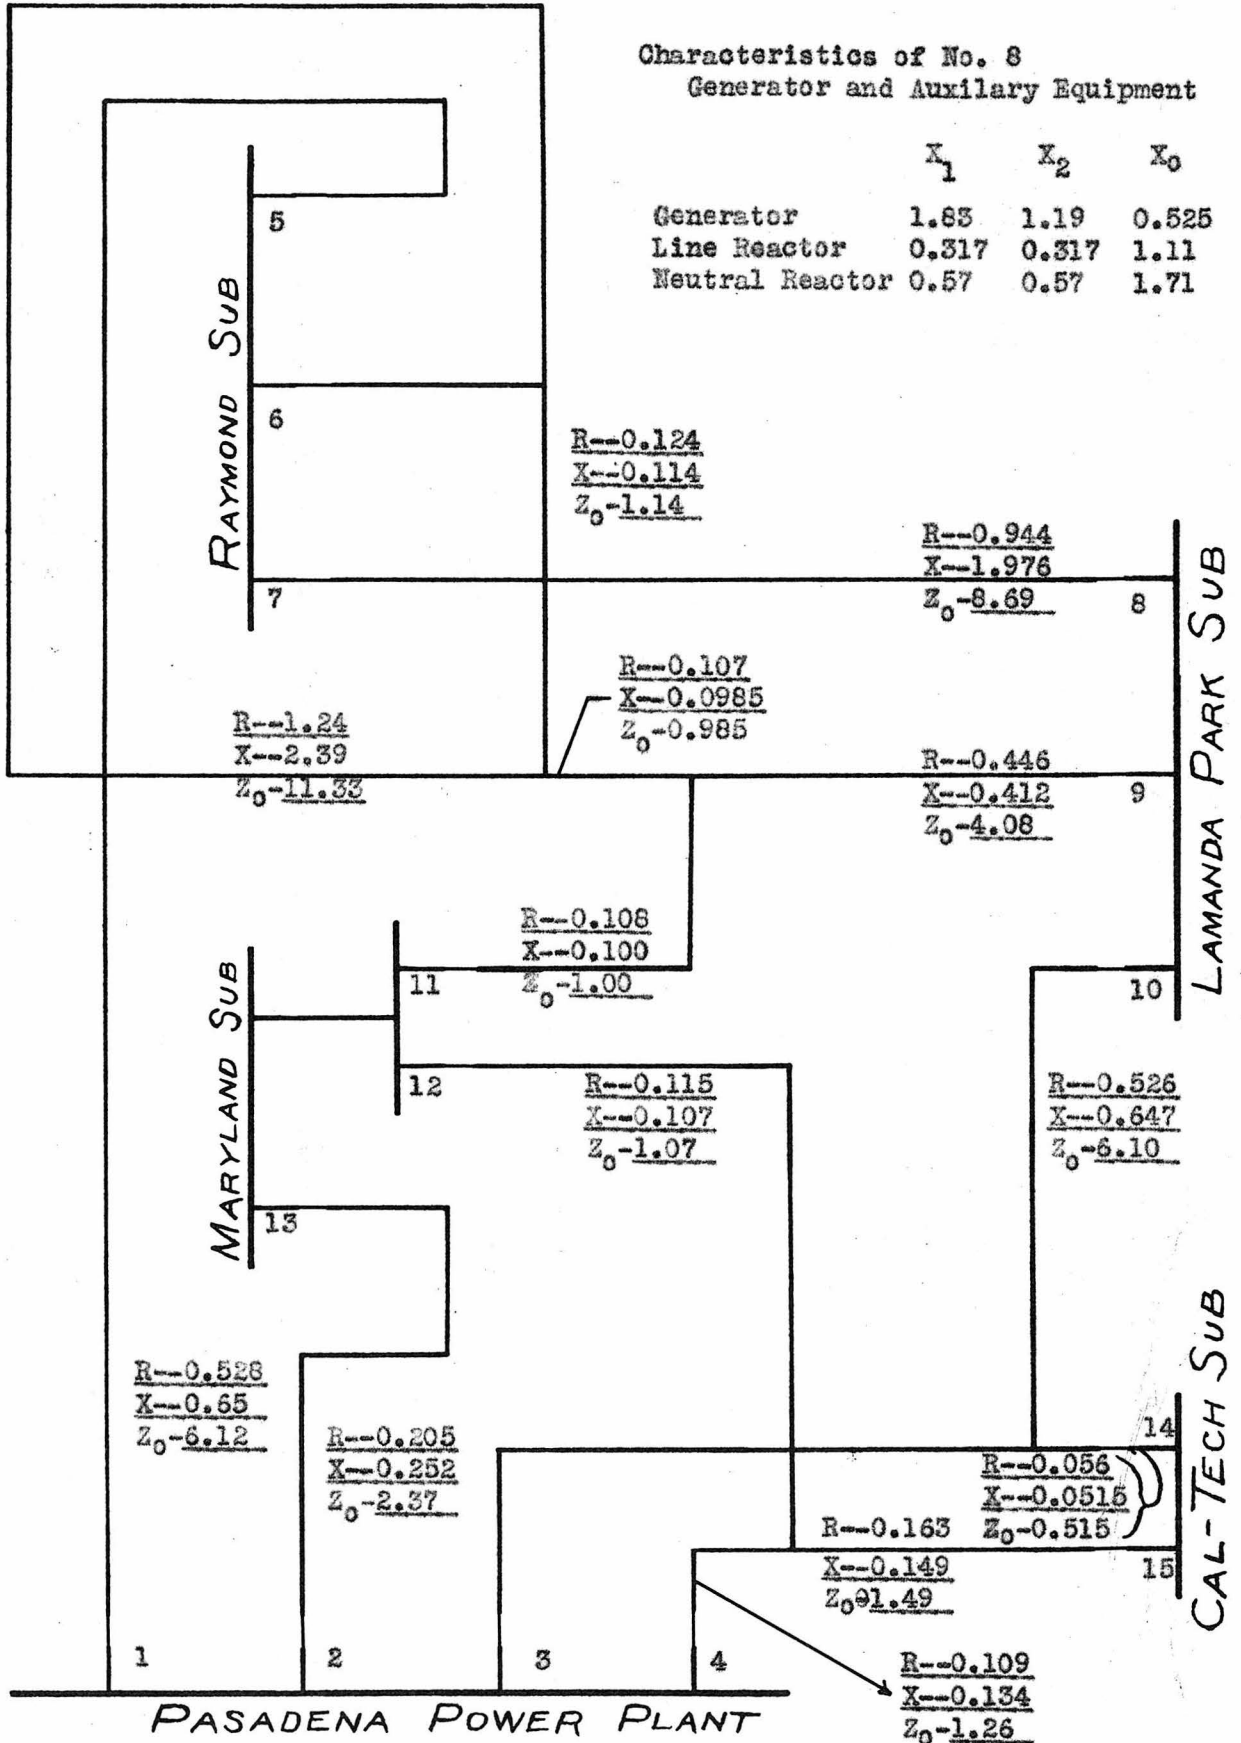 Characteristics of No. 8
Generator and Auxilary Equipment
X1 X2 X0
Generator 1.83 1.19 0.525
Line Reactor 0.317 0.317 1.11
Neutral Reactor 0.57 0.57 1.71
5
RAYMOND SUB
6
R--0.124
X--0.114
Z0-1.14
7
R--0.944
X--1.976
Z0-8.69
8
LAMANDA PARK SUB
R--0.107
X--0.0985
Z0-0.985
R--1.24
X--2.39
Z0-11.33
R--0.446
X--0.412
Z0-4.08
9
R--0.108
X--0.100
Z0-1.00
11
10
MARYLAND SUB
12
R--0.115
X--0.107
Z0-1.07
R--0.526
X--0.647
Z0-6.10
13
R--0.528
X--0.65
Z0-6.12
R--0.205
X--0.252
Z0-2.37
14
R--0.056
X--0.0515
Z0-0.515
CAL-TECH SUB
R--0.163
X--0.149
Z0-1.49
15
1
2
3
4
R--0.109
X--0.134
Z0-1.26
PASADENA POWER PLANT